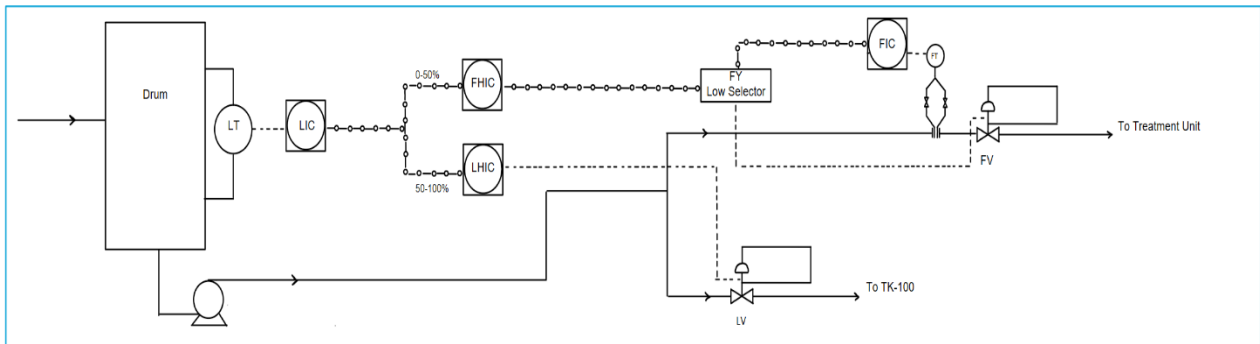 Drum
LT
LIC
0-50%
FHIC
LHIC
50-100%
FY
Low Selector
FIC
FT
To Treatment Unit
FV
To TK-100
LV